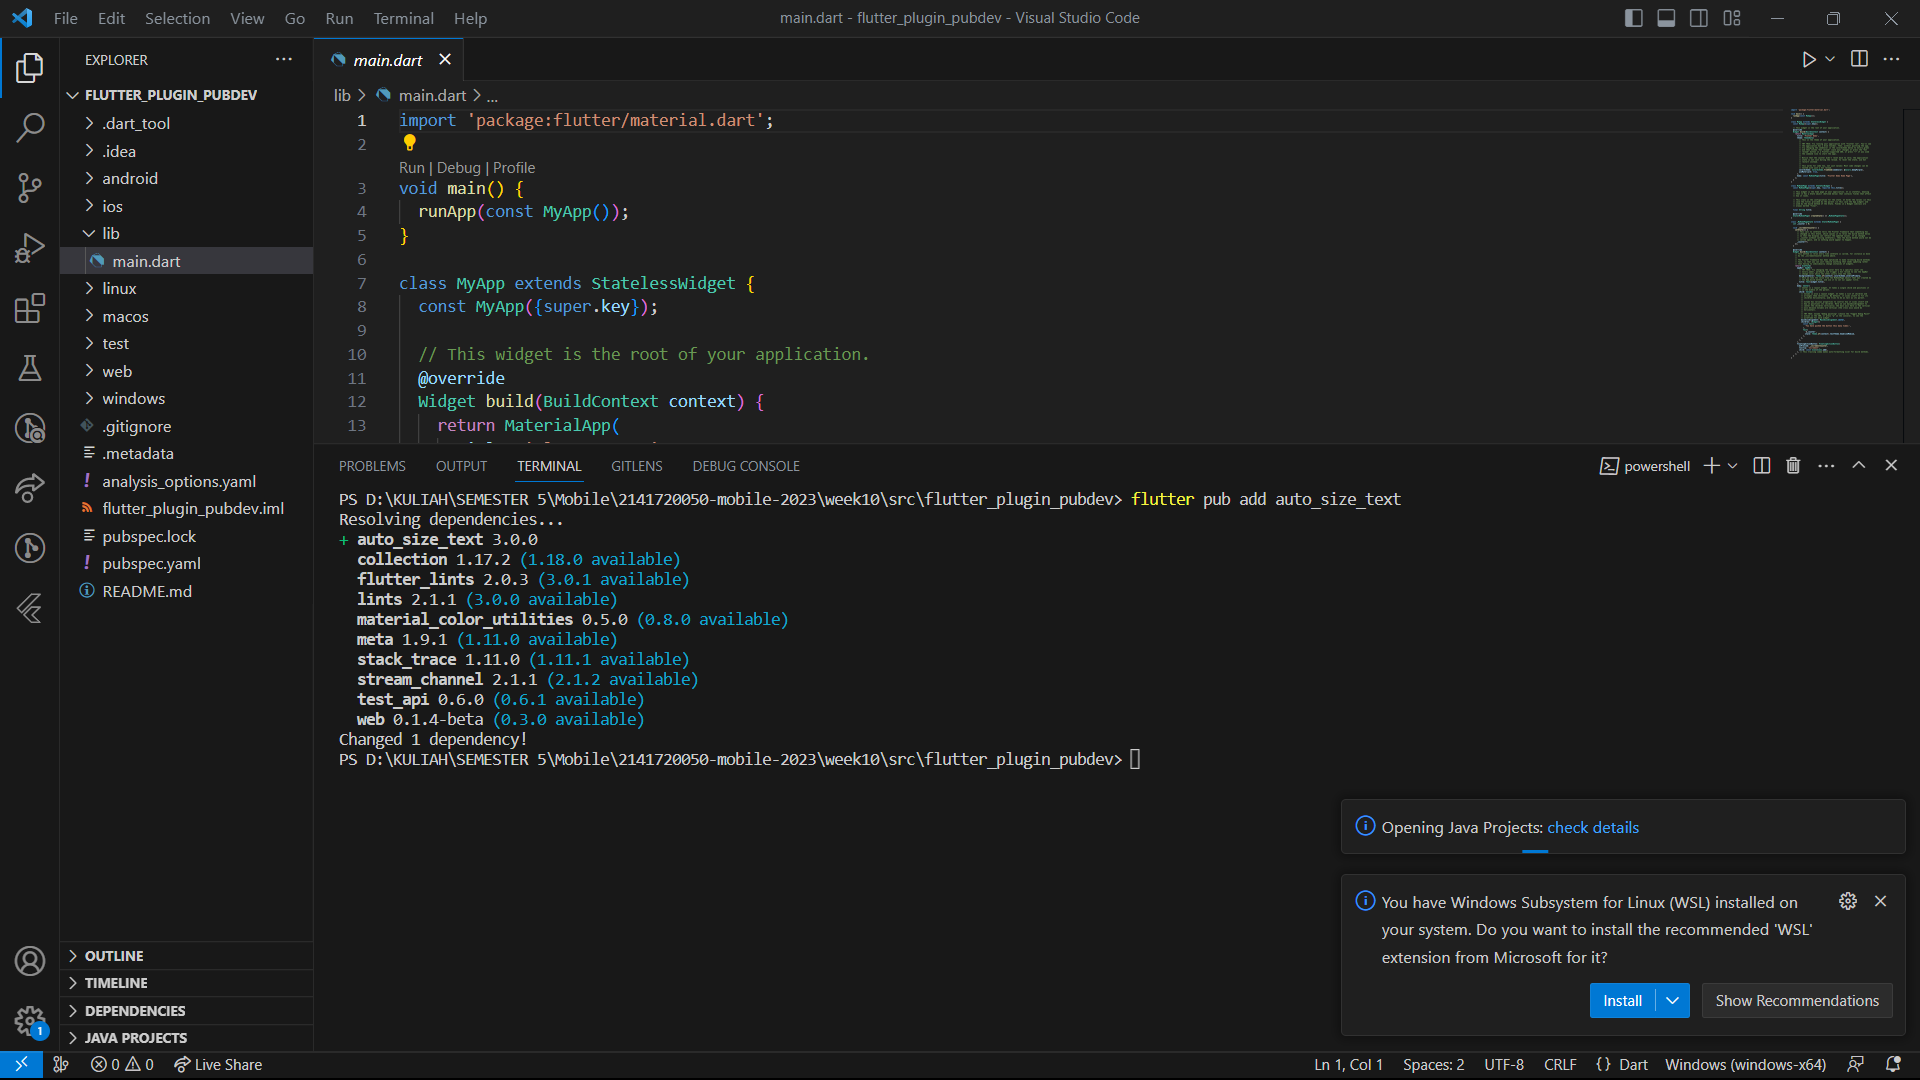 File Edit Selection View Go Run Terminal Help
main.dart - flutter_plugin_pubdev - Visual Studio Code
EXPLORER
FLUTTER_PLUGIN_PUBDEV
.dart_tool
.idea
android
ios
lib
main.dart
linux
macos
test
web
windows
.gitignore
.metadata
analysis_options.yaml
flutter_plugin_pubdev.iml
pubspec.lock
pubspec.yaml
README.md
OUTLINE
TIMELINE
DEPENDENCIES
JAVA PROJECTS
main.dart
lib > main.dart > ...
1 import 'package:flutter/material.dart';
2
Run | Debug | Profile
3 void main() {
4 runApp(const MyApp());
5 }
6
7 class MyApp extends StatelessWidget {
8 const MyApp({super.key});
9
10 // This widget is the root of your application.
11 @override
12 Widget build(BuildContext context) {
13 return MaterialApp(
PROBLEMS OUTPUT TERMINAL GITLENS DEBUG CONSOLE
powershell
PS D:\KULIAH\SEMESTER 5\Mobile\2141720050-mobile-2023\week10\src\flutter_plugin_pubdev> flutter pub add auto_size_text
Resolving dependencies...
+ auto_size_text 3.0.0
collection 1.17.2 (1.18.0 available)
flutter_lints 2.0.3 (3.0.1 available)
lints 2.1.1 (3.0.0 available)
material_color_utilities 0.5.0 (0.8.0 available)
meta 1.9.1 (1.11.0 available)
stack_trace 1.11.0 (1.11.1 available)
stream_channel 2.1.1 (2.1.2 available)
test_api 0.6.0 (0.6.1 available)
web 0.1.4-beta (0.3.0 available)
Changed 1 dependency!
PS D:\KULIAH\SEMESTER 5\Mobile\2141720050-mobile-2023\week10\src\flutter_plugin_pubdev>
Opening Java Projects: check details
You have Windows Subsystem for Linux (WSL) installed on
your system. Do you want to install the recommended 'WSL'
extension from Microsoft for it?
Install
Show Recommendations
1
0 0 Live Share
Ln 1, Col 1 Spaces: 2 UTF-8 CRLF {} Dart Windows (windows-x64)